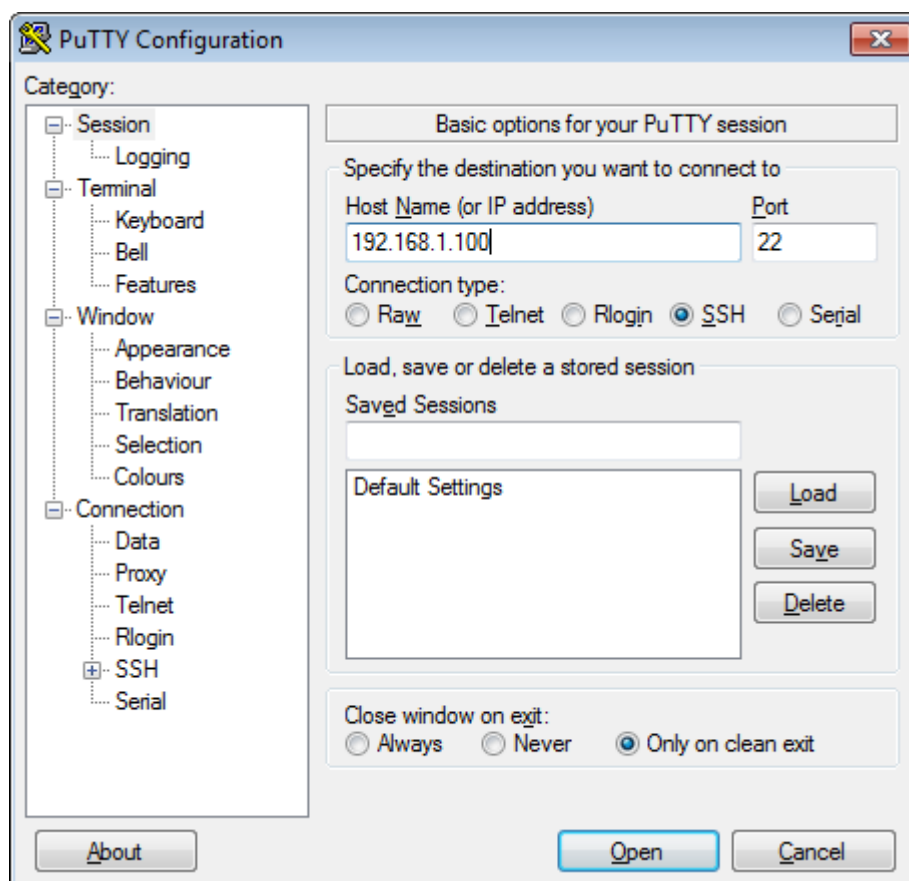 PuTTY Configuration
Category:
Session
Logging
Terminal
Keyboard
Bell
Features
Window
Appearance
Behaviour
Translation
Selection
Colours
Connection
Data
Proxy
Telnet
Rlogin
SSH
Serial
Basic options for your PuTTY session
Specify the destination you want to connect to
Host Name (or IP address) Port
192.168.1.100 22
Connection type:
Raw Telnet Rlogin SSH Serial
Load, save or delete a stored session
Saved Sessions
Default Settings
Load
Save
Delete
Close window on exit:
Always Never Only on clean exit
About Open Cancel